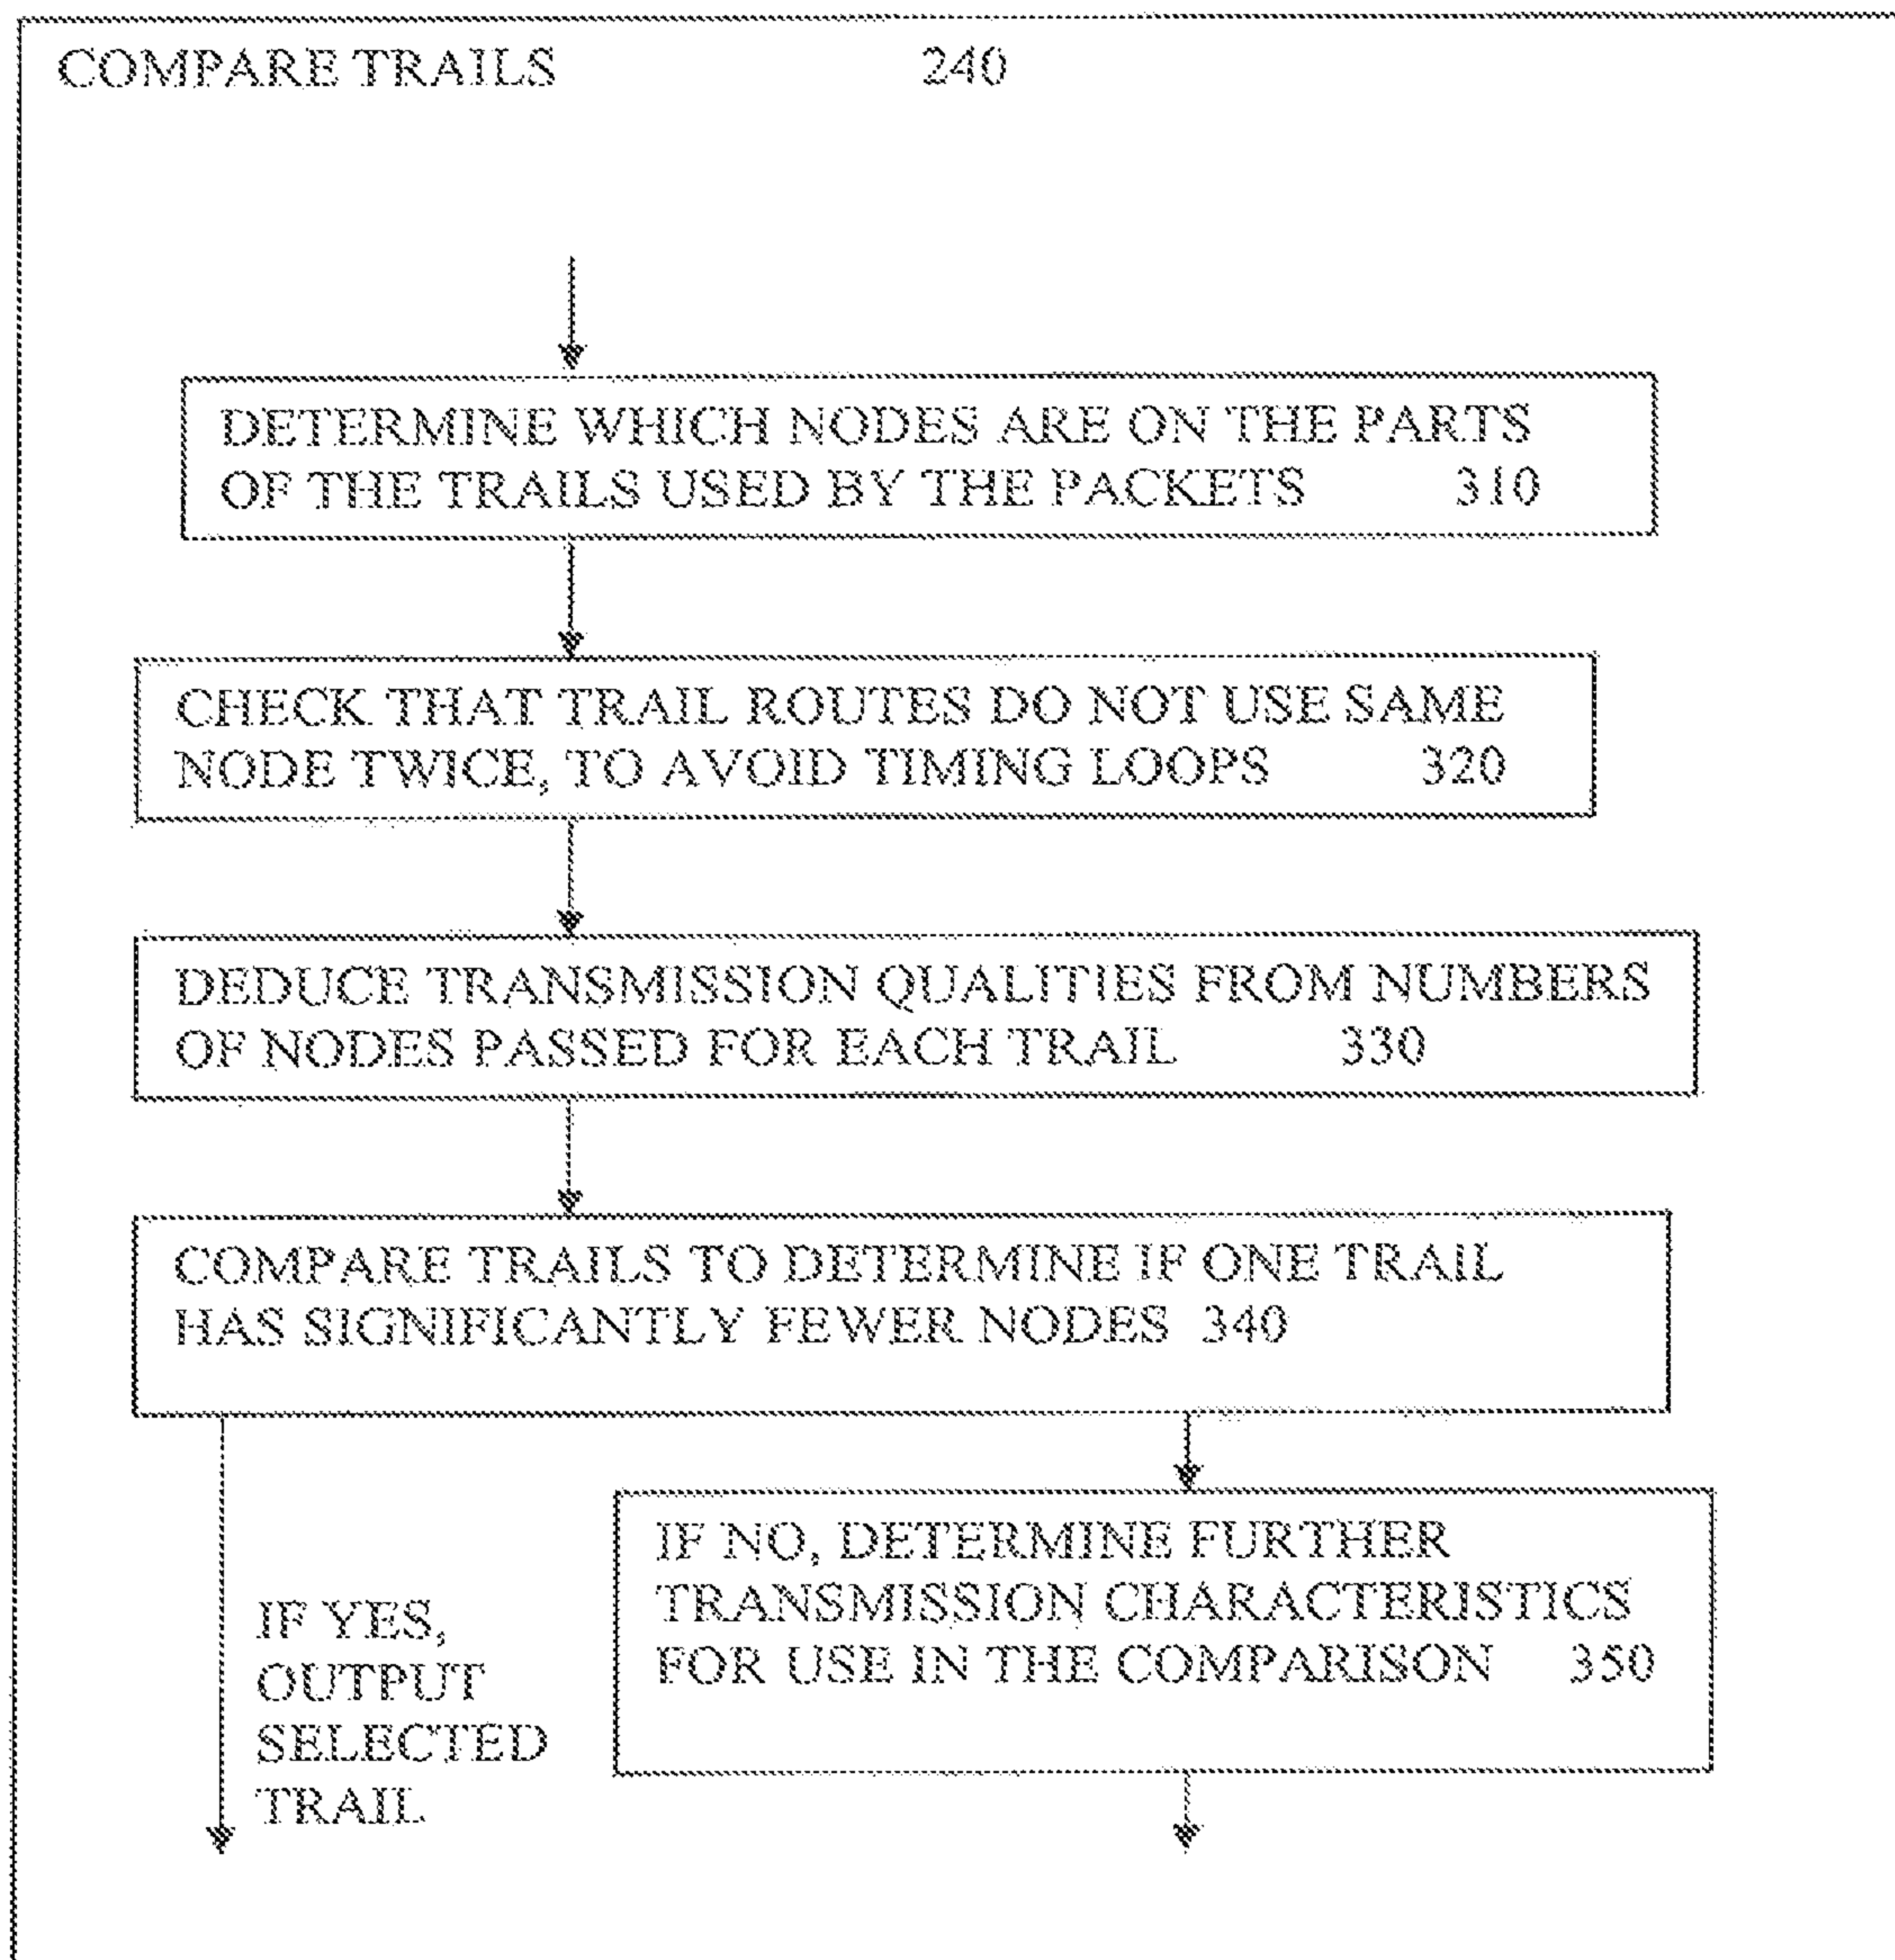 COMPARE TRAILS 240
DETERMINE WHICH NODES ARE ON THE PARTS
OF THE TRAILS USED BY THE PACKETS 310
CHECK THAT TRAIL ROUTES DO NOT USE SAME
NODE TWICE, TO AVOID TIMING LOOPS 320
DEDUCE TRANSMISSION QUALITIES FROM NUMBERS
OF NODES PASSED FOR EACH TRAIL 330
COMPARE TRAILS TO DETERMINE IF ONE TRAIL
HAS SIGNIFICANTLY FEWER NODES 340
IF YES,
OUTPUT
SELECTED
TRAIL
IF NO, DETERMINE FURTHER
TRANSMISSION CHARACTERISTICS
FOR USE IN THE COMPARISON 350